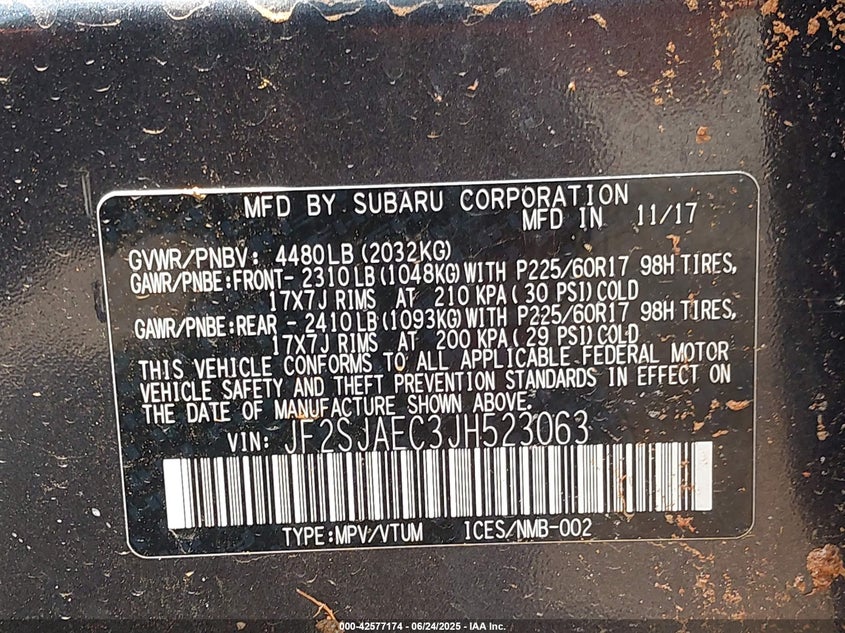 MFD BY SUBARU CORPORATION
MFD IN 11/17
GVWR/PNBV: 4480LB (2032KG)
GAWR/PNBE:FRONT- 2310LB (1048KG) WITH P225/60R17 98H TIRES,
17X7J RIMS AT 210 KPA ( 30 PSI) COLD
GAWR/PNBE:REAR - 2410LB (1093KG) WITH P225/60R17 98H TIRES,
17X7J RIMS AT 200 KPA ( 29 PSI) COLD
THIS VEHICLE CONFORMS TO ALL APPLICABLE FEDERAL MOTOR
VEHICLE SAFETY AND THEFT PREVENTION STANDARDS IN EFFECT ON
THE DATE OF MANUFACTURE SHOWN ABOVE.
VIN: JF2SJAEC3JH523063
TYPE:MPV/VTUM ICES/NMB-002
000-42577174 - 06/24/2025 - IAA Inc.